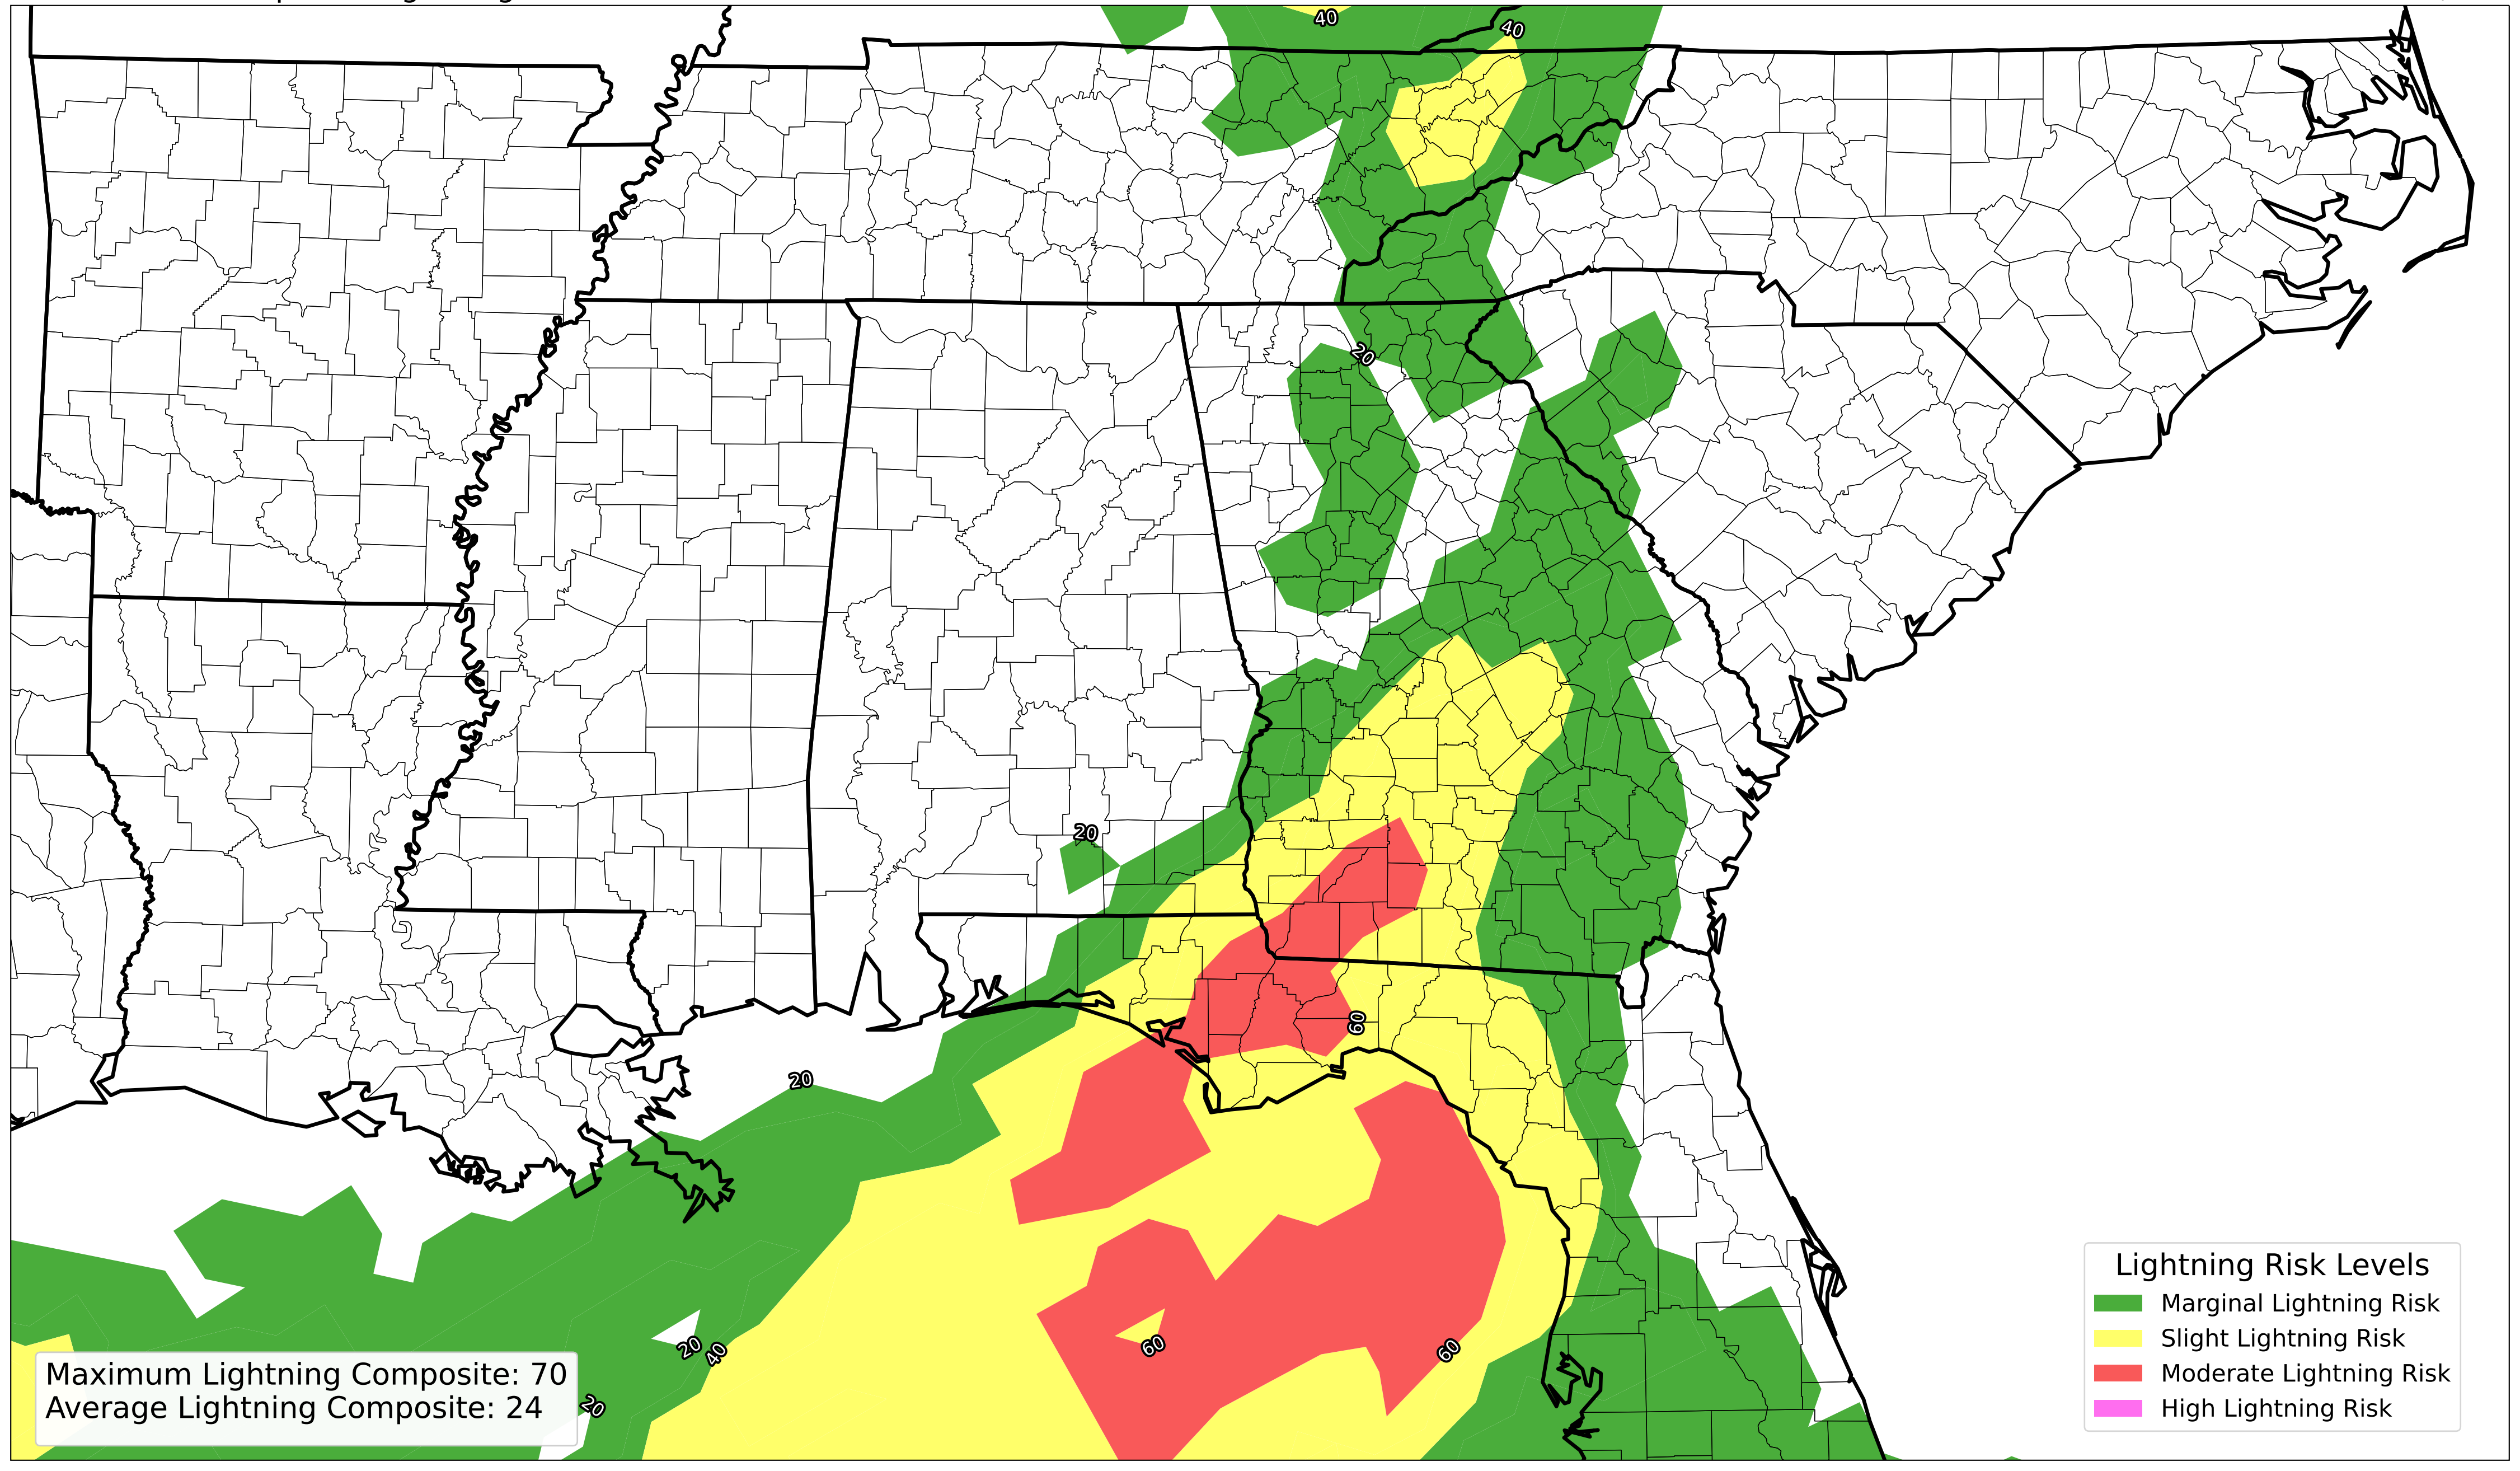 40
40
20
20
60
20
60
60
20
40
20
Maximum Lightning Composite: 70
Average Lightning Composite: 24
Lightning Risk Levels
Marginal Lightning Risk
Slight Lightning Risk
Moderate Lightning Risk
High Lightning Risk